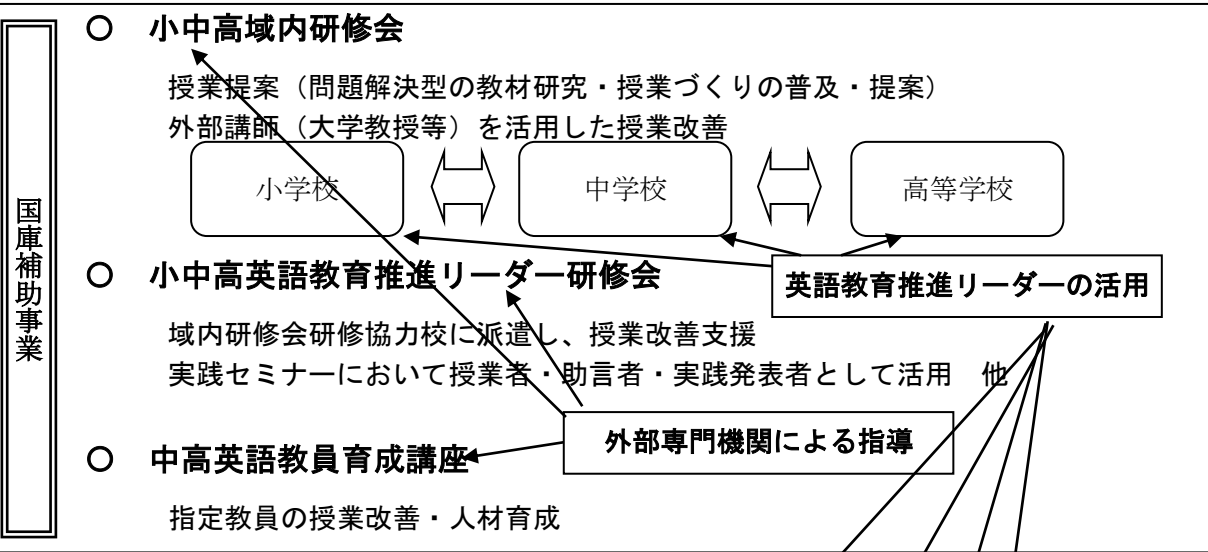 国庫補助事業
○ 小中高域内研修会
授業提案（問題解決型の教材研究・授業づくりの普及・提案）
外部講師（大学教授等）を活用した授業改善
小学校 中学校 高等学校
○ 小中高英語教育推進リーダー研修会
英語教育推進リーダーの活用
域内研修会研修協力校に派遣し、授業改善支援
実践セミナーにおいて授業者・助言者・実践発表者として活用 他
外部専門機関による指導
○ 中高英語教員育成講座
指定教員の授業改善・人材育成